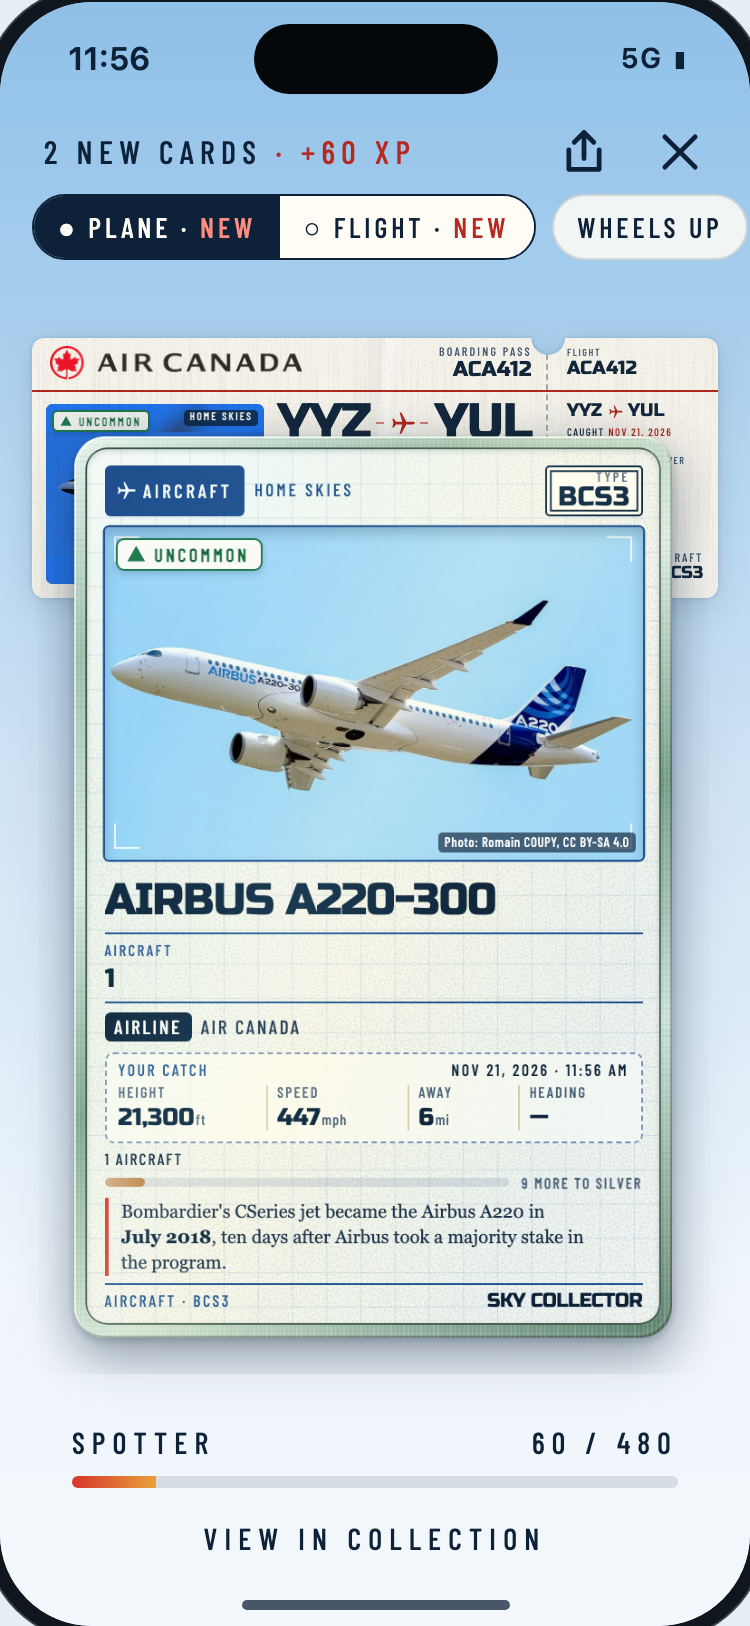 11:56
5G
2 NEW CARDS · +60 XP
PLANE · NEW
FLIGHT · NEW
WHEELS UP
AIR CANADA
BOARDING PASS
ACA412
FLIGHT
ACA412
UNCOMMON
HOME SKIES
YYZ YUL
YYZ YUL
CAUGHT NOV 21, 2026
AIRCRAFT
HOME SKIES
TYPE
BCS3
UNCOMMON
AIRBUS A220-30
A220
Photo: Romain COUPY, CC BY-SA 4.0
AIRBUS A220-300
AIRCRAFT
1
AIRLINE AIR CANADA
YOUR CATCH NOV 21, 2026 · 11:56 AM
HEIGHT SPEED AWAY HEADING
21,300ft 447mph 6mi —
1 AIRCRAFT
9 MORE TO SILVER
Bombardier's CSeries jet became the Airbus A220 in
July 2018, ten days after Airbus took a majority stake in
the program.
AIRCRAFT · BCS3 SKY COLLECTOR
SPOTTER 60 / 480
VIEW IN COLLECTION